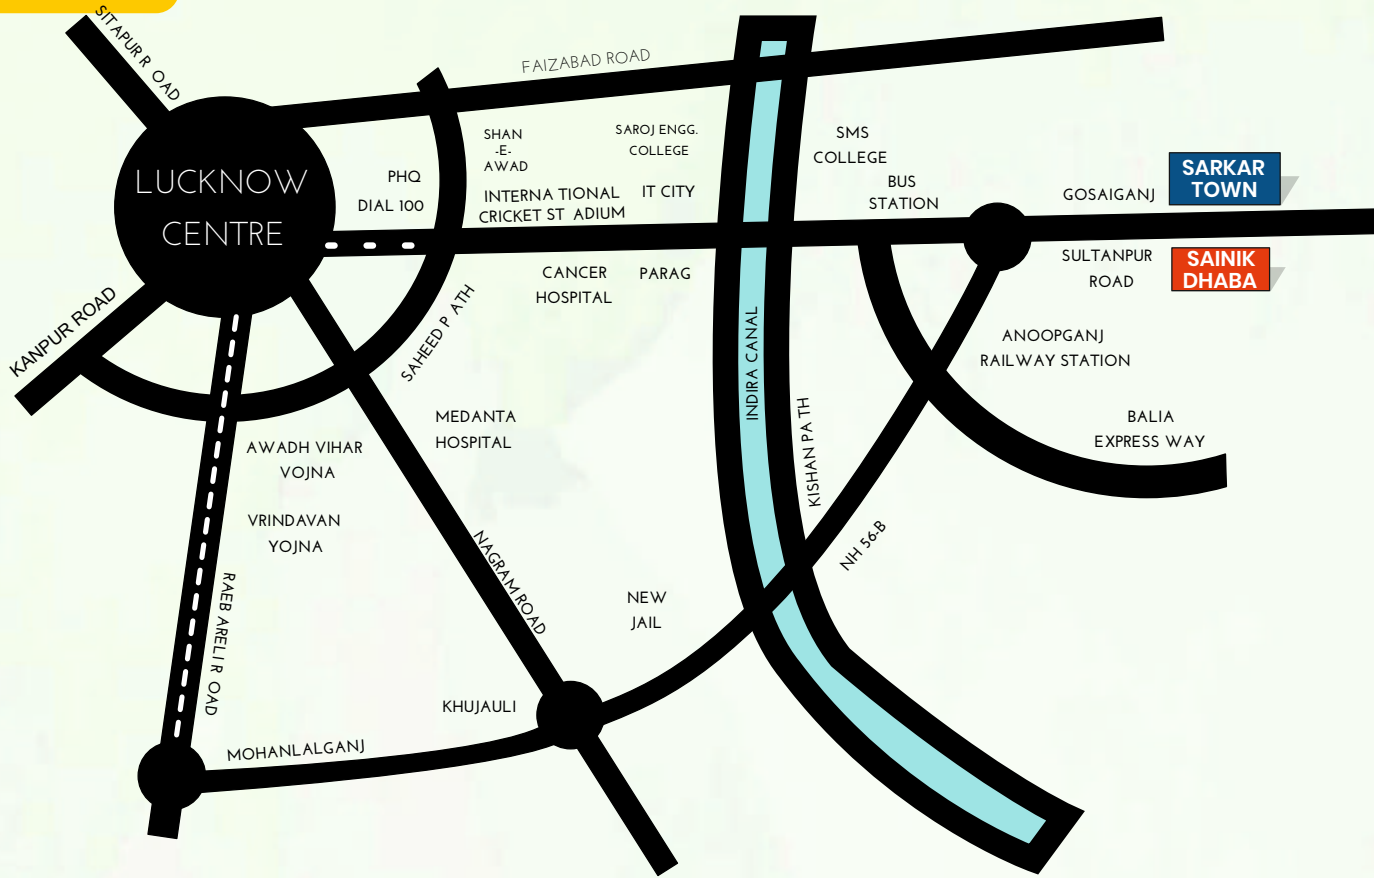 SITAPUR R OAD
FAIZABAD ROAD
LUCKNOW
CENTRE
PHQ
DIAL 100
SHAN
-E-
AWAD
SAROJ ENGG.
COLLEGE
INTERNA TIONAL
CRICKET ST ADIUM
IT CITY
SMS
COLLEGE
BUS
STATION
GOSAIGANJ
SARKAR
TOWN
SULTANPUR
ROAD
SAINIK
DHABA
CANCER
HOSPITAL
PARAG
KANPUR ROAD
SAHEED P ATH
INDIRA CANAL
KISHAN PA TH
ANOOPGANJ
RAILWAY STATION
BALIA
EXPRESS WAY
MEDANTA
HOSPITAL
AWADH VIHAR
VOJNA
VRINDAVAN
YOJNA
RAEB ARELI R OAD
NAGRAM ROAD
NH 56-B
NEW
JAIL
KHUJAULI
MOHANLALGANJ